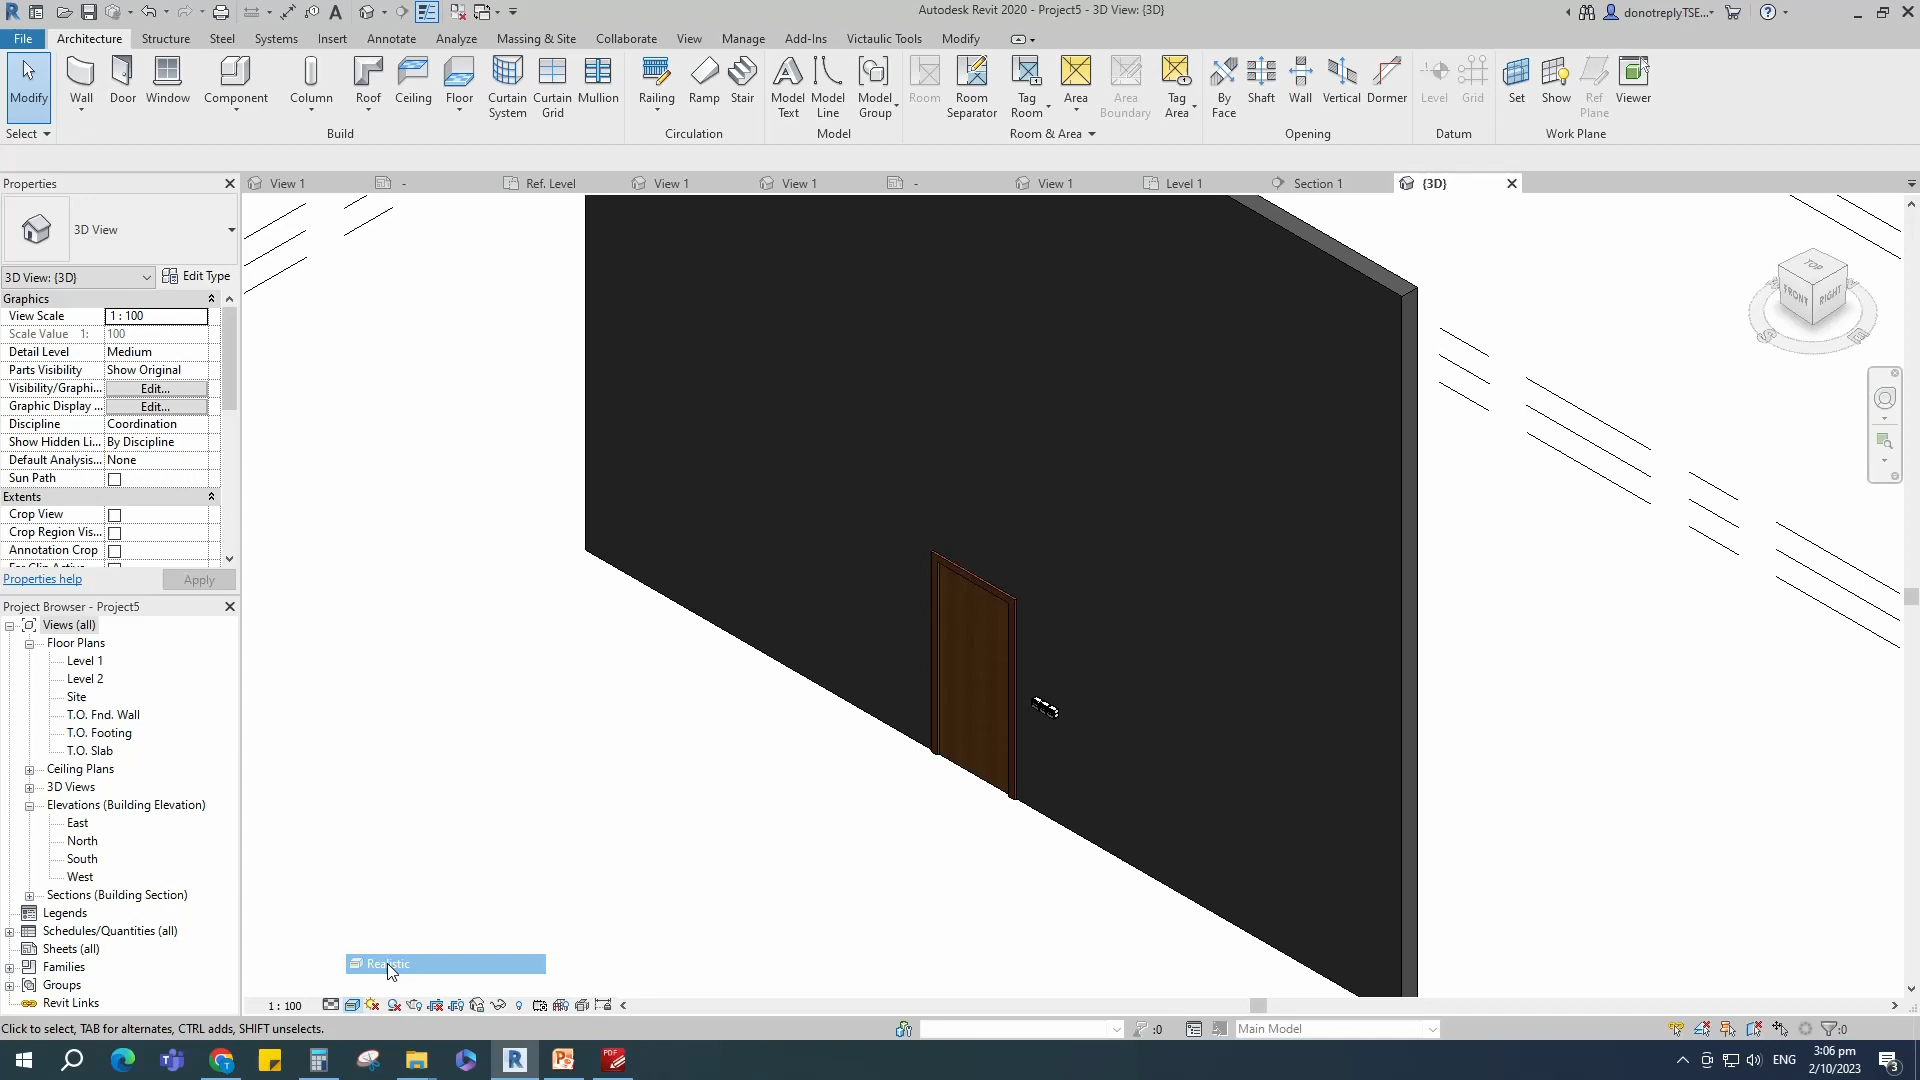 Autodesk Revit 2020 - Project5 - 3D View: {3D}
donotreplyTSE...
File Architecture Structure Steel Systems Insert Annotate Analyze Massing & Site Collaborate View Manage Add-Ins Victaulic Tools Modify
Modify Wall Door Window Component Column Roof Ceiling Floor Curtain System Curtain Grid Mullion Railing Ramp Stair Model Text Model Line Model Group Room Room Separator Tag Room Area Area Boundary Tag Area By Face Shaft Wall Vertical Dormer Level Grid Set Show Ref Plane Viewer
Select Build Circulation Model Room & Area Opening Datum Work Plane
Properties
View 1 - Ref. Level View 1 View 1 - View 1 Level 1 Section 1 {3D}
3D View
3D View: {3D} Edit Type
Graphics
View Scale 1 : 100
Scale Value 1: 100
Detail Level Medium
Parts Visibility Show Original
Visibility/Graphi... Edit...
Graphic Display ... Edit...
Discipline Coordination
Show Hidden Li... By Discipline
Default Analysis... None
Sun Path
Extents
Crop View
Crop Region Vis...
Annotation Crop
Properties help Apply
TOP
FRONT RIGHT
S E
Project Browser - Project5
Views (all)
Floor Plans
Level 1
Level 2
Site
T.O. Fnd. Wall
T.O. Footing
T.O. Slab
Ceiling Plans
3D Views
Elevations (Building Elevation)
East
North
South
West
Sections (Building Section)
Legends
Schedules/Quantities (all)
Sheets (all)
Families
Groups
Revit Links
Realistic
1 : 100
Click to select, TAB for alternates, CTRL adds, SHIFT unselects.
:0 Main Model :0
ENG 3:06 pm
2/10/2023
3